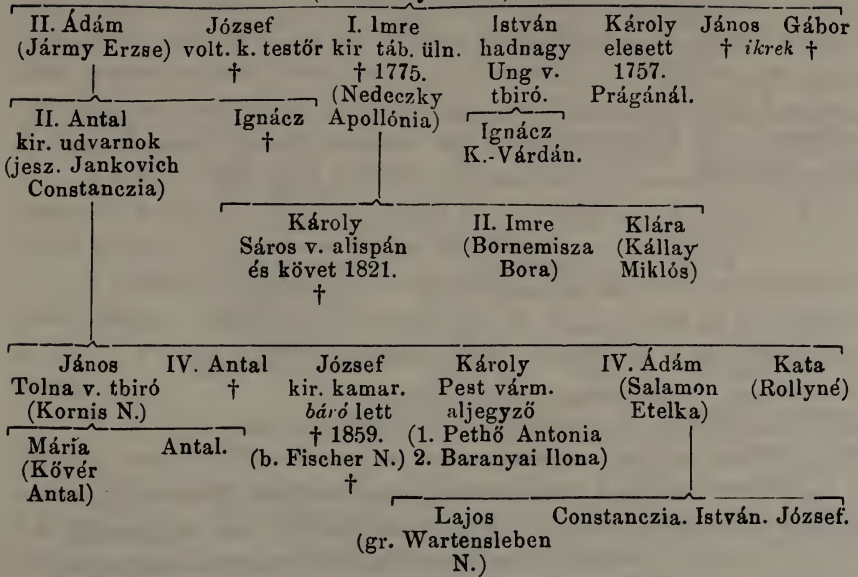 II. Ádám József I. Imre István Károly János Gábor
(Jármy Erzse) volt. k. testőr kir táb. üln. hadnagy elesett † ikrek †
† † 1775. Ung v. 1757.
(Nedeczky tbiró. Prágánál.
II. Antal Ignácz Apollónia)
kir. udvarnok † Ignácz
(jesz. Jankovich K.-Várdán.
Constanczia)
Károly II. Imre Klára
Sáros v. alispán (Bornemisza (Kállay
és követ 1821. Bora) Miklós)
†
János IV. Antal József Károly IV. Ádám Kata
Tolna v. tbiró † kir. kamar. Pest várm. (Salamon (Rollyné)
(Kornis N.) báró lett aljegyző Etelka)
† 1859. (1. Pethő Antonia
Mária Antal. (b. Fischer N.) 2. Baranyai Ilona)
(Kővér †
Antal)
Lajos Constanczia. István. József.
(gr. Wartensleben
N.)